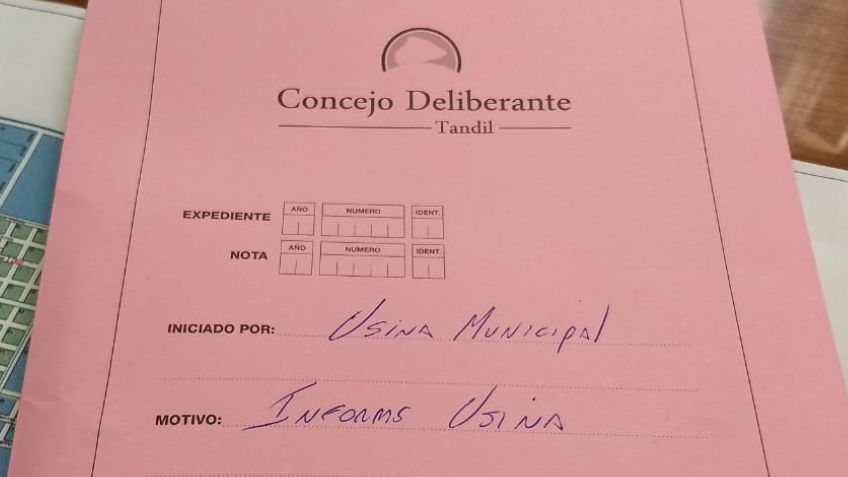 Concejo Deliberante
Tandil
EXPEDIENTE AÑO NUMERO IDENT.
NOTA AÑO NUMERO IDENT.
INICIADO POR: Usina Municipal
MOTIVO: Informe Usina